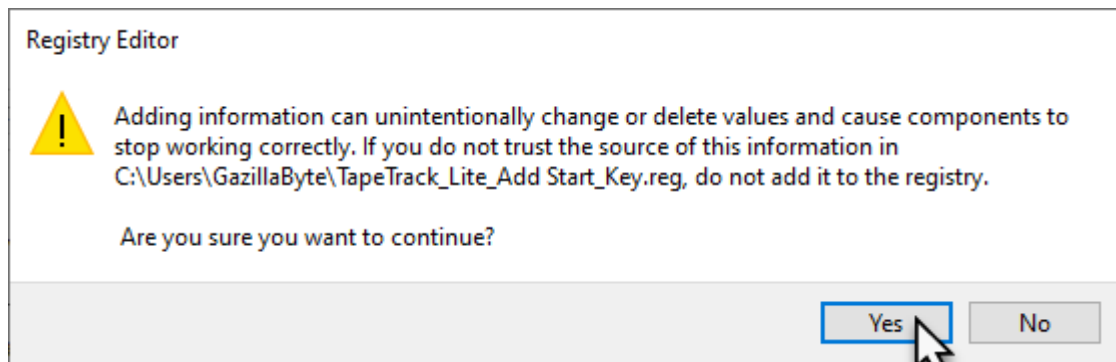 Registry Editor
Adding information can unintentionally change or delete values and cause components to
stop working correctly. If you do not trust the source of this information in
C:\Users\GazillaByte\TapeTrack_Lite_Add Start_Key.reg, do not add it to the registry.
Are you sure you want to continue?
Yes No